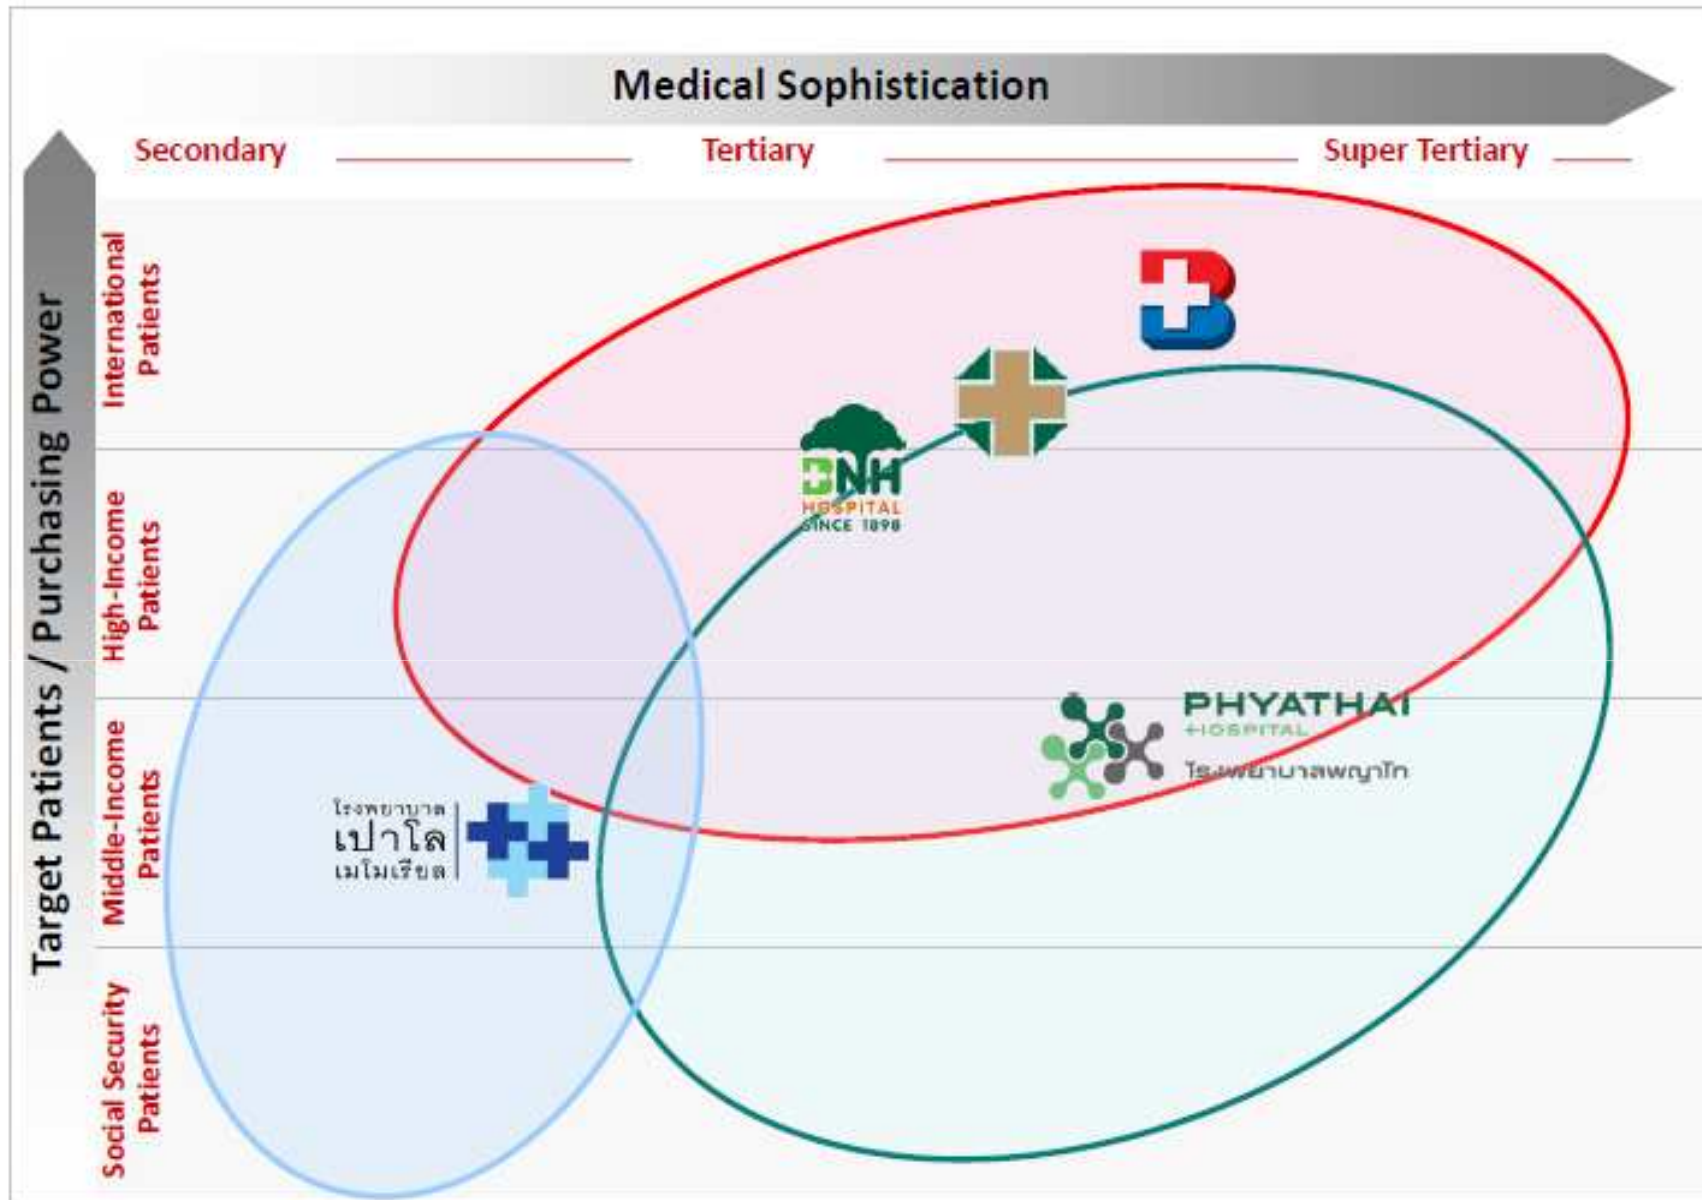 Medical Sophistication
Secondary
Tertiary
Super Tertiary
Target Patients / Purchasing Power
International
Patients
High-Income
Patients
Middle-Income
Patients
Social Security
Patients
BNH
HOSPITAL
SINCE 1898
PHYATHAI
HOSPITAL
โรงพยาบาลพญาไท
โรงพยาบาล
เปาโล
เมโมเรียล